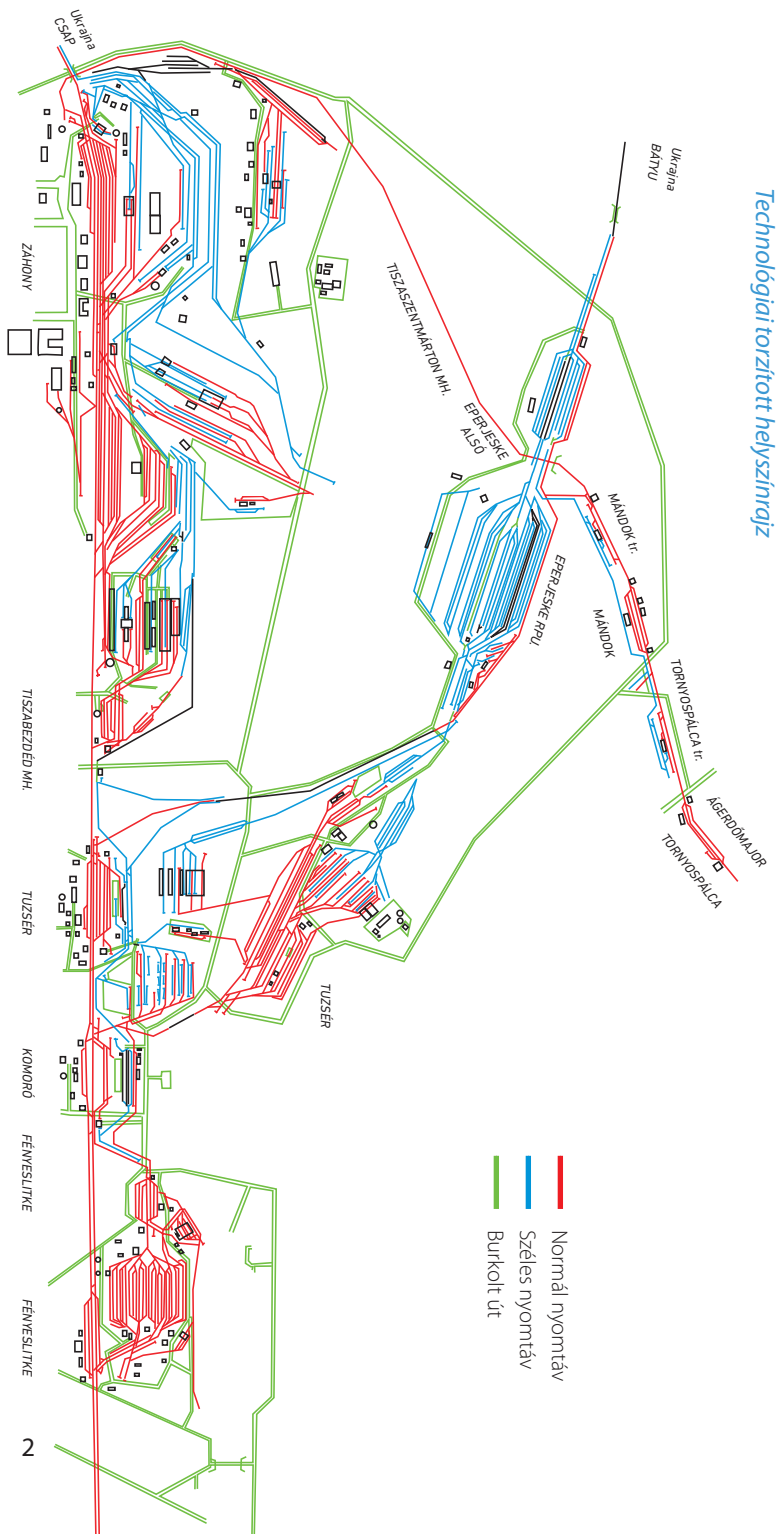 Technológiai torzított helyszínrajz
Ukrajna
CSAP
Ukrajna
BÁTYU
ZÁHONY
TISZASZENTMÁRTON MH.
EPERJESKE
ALSÓ
EPERJESKE RPU.
MÁNDOK tr.
MÁNDOK
TORNYOSPÁLCA tr.
ÁGERDŐMAJOR
TORNYOSPÁLCA
TISZABEZDÉD MH.
TUZSÉR
TUZSÉR
KOMORÓ
FÉNYESLITKE
FÉNYESLITKE
Normál nyomtáv
Széles nyomtáv
Burkolt út
2